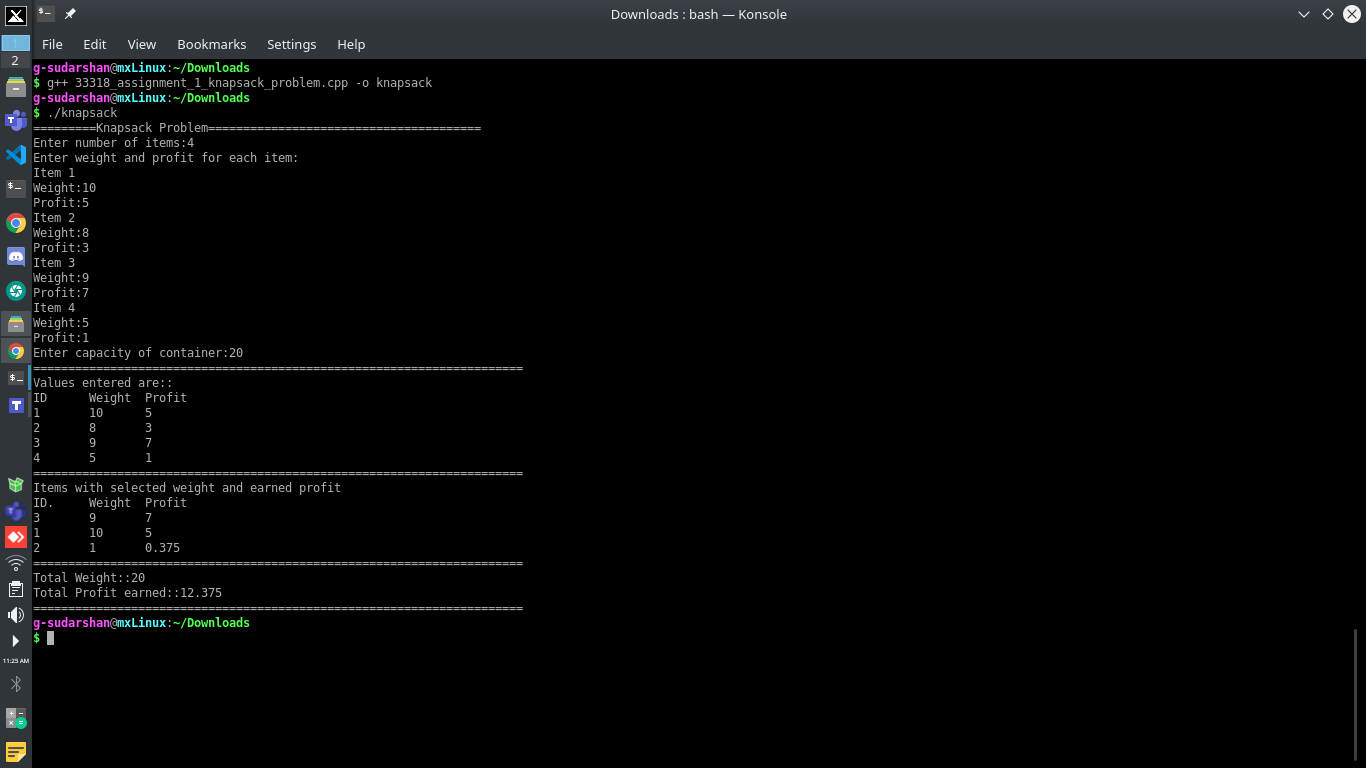 Downloads : bash — Konsole
File Edit View Bookmarks Settings Help
1
2
g-sudarshan@mxLinux:~/Downloads
$ g++ 33318_assignment_1_knapsack_problem.cpp -o knapsack
g-sudarshan@mxLinux:~/Downloads
$ ./knapsack
=========Knapsack Problem=======================================
Enter number of items:4
Enter weight and profit for each item:
Item 1
Weight:10
Profit:5
Item 2
Weight:8
Profit:3
Item 3
Weight:9
Profit:7
Item 4
Weight:5
Profit:1
Enter capacity of container:20
======================================================================
Values entered are::
ID      Weight  Profit
1       10      5
2       8       3
3       9       7
4       5       1
======================================================================
Items with selected weight and earned profit
ID.     Weight  Profit
3       9       7
1       10      5
2       1       0.375
======================================================================
Total Weight::20
Total Profit earned::12.375
======================================================================
g-sudarshan@mxLinux:~/Downloads
$
11:25 AM